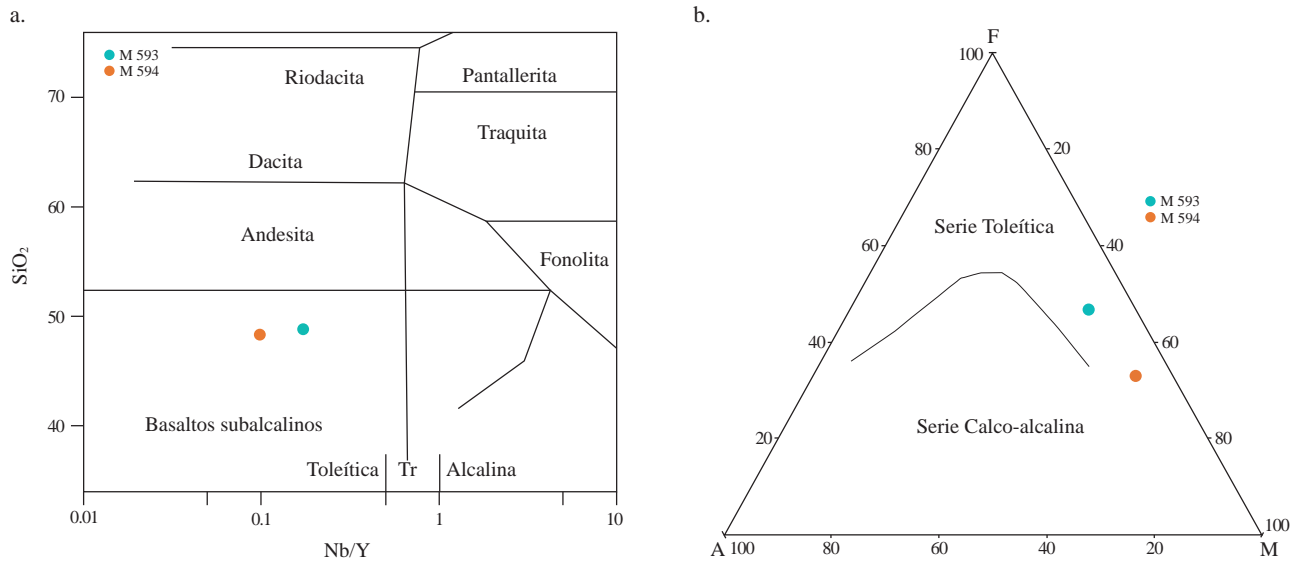 a.
M 593
M 594
Riodacita
Pantallerita
Traquita
Dacita
Andesita
Fonolita
Basaltos subalcalinos
Toleítica
Tr
Alcalina
SiO₂
70
60
50
40
0.01
0.1
1
10
Nb/Y
b.
F
100
80
20
M 593
M 594
Serie Toleítica
60
40
40
60
Serie Calco-alcalina
20
80
100
A
100
80
60
40
20
M